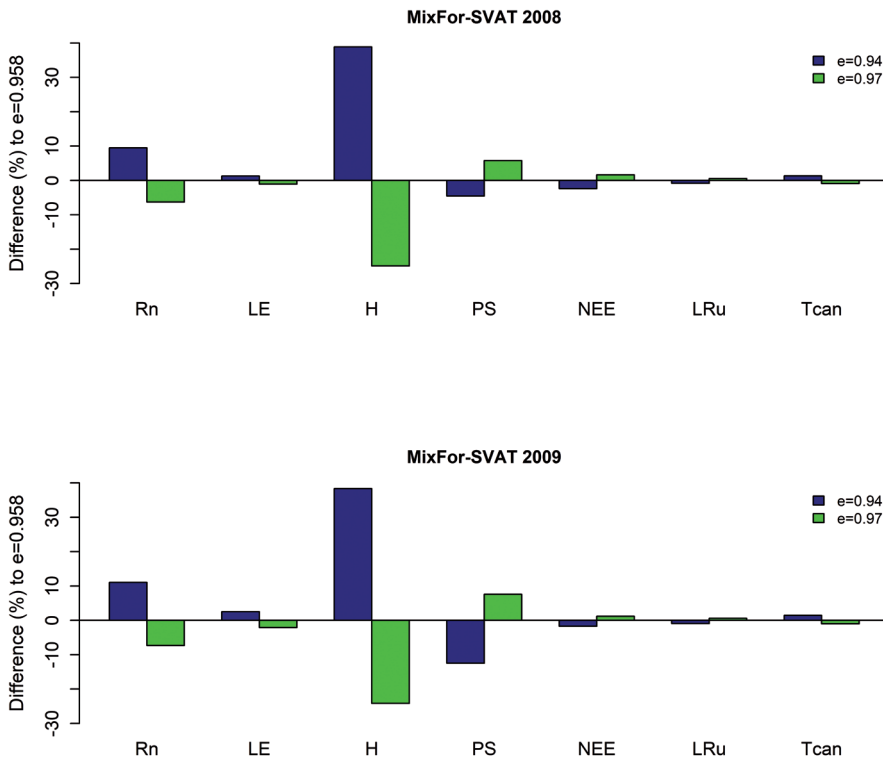 MixFor-SVAT 2008
Difference (%) to e=0.958
30
10
-10
-30
e=0.94
e=0.97
Rn LE H PS NEE LRu Tcan
MixFor-SVAT 2009
Difference (%) to e=0.958
30
10
0
-10
-30
e=0.94
e=0.97
Rn LE H PS NEE LRu Tcan